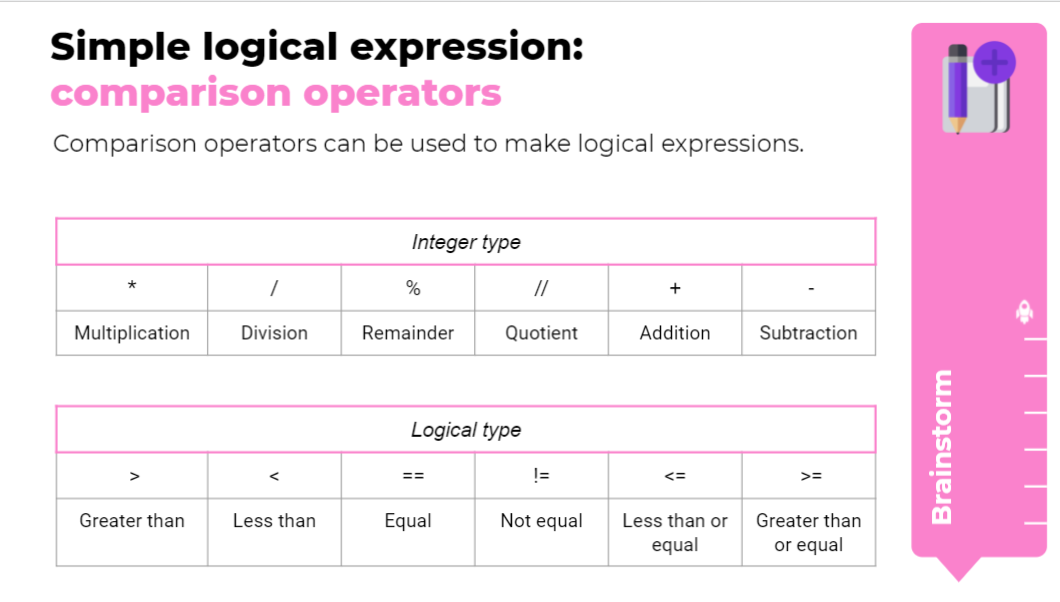 Simple logical expression:
comparison operators
Comparison operators can be used to make logical expressions.
Integer type
* / % // + -
Multiplication Division Remainder Quotient Addition Subtraction
Logical type
> < == != <= >=
Greater than Less than Equal Not equal Less than or equal Greater than or equal
Brainstorm